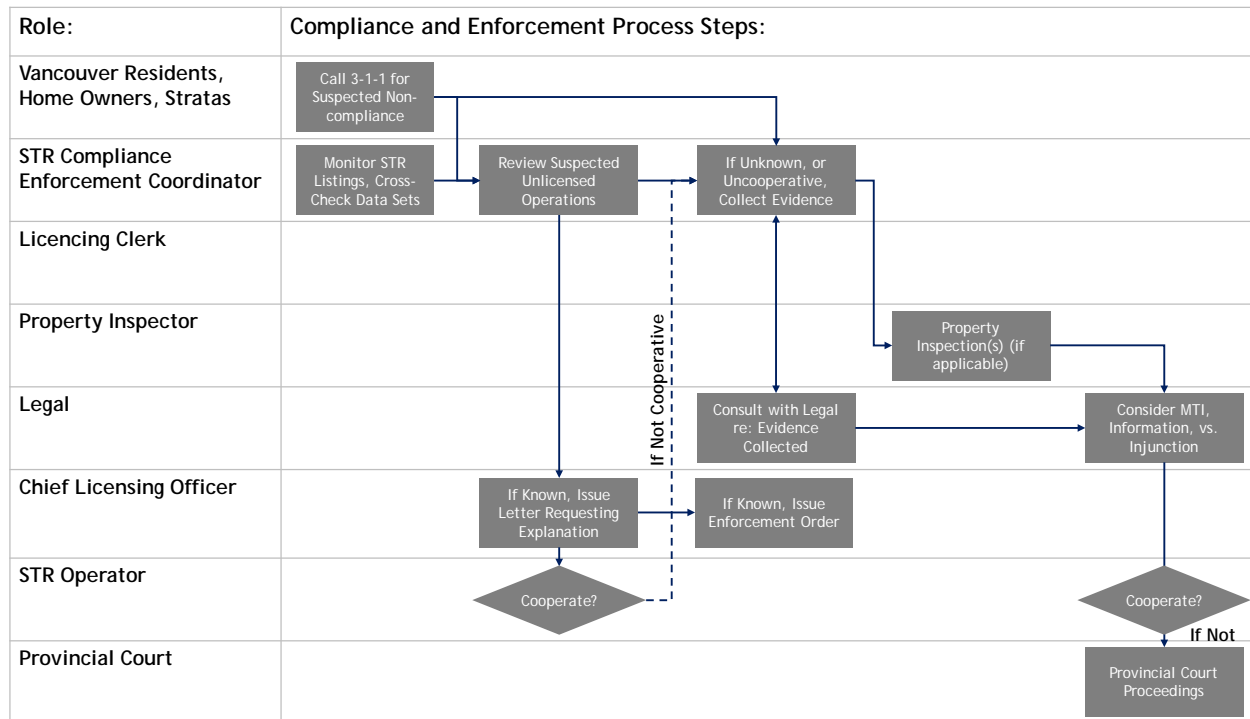 Role:
Compliance and Enforcement Process Steps:
Vancouver Residents,
Home Owners, Stratas
Call 3-1-1 for
Suspected Non-
compliance
STR Compliance
Enforcement Coordinator
Monitor STR
Listings, Cross-
Check Data Sets
Review Suspected
Unlicensed
Operations
If Unknown, or
Uncooperative,
Collect Evidence
Licencing Clerk
Property Inspector
Property
Inspection(s) (if
applicable)
If Not Cooperative
Legal
Consult with Legal
re: Evidence
Collected
Consider MTI,
Information, vs.
Injunction
Chief Licensing Officer
If Known, Issue
Letter Requesting
Explanation
If Known, Issue
Enforcement Order
STR Operator
Cooperate?
Cooperate?
If Not
Provincial Court
Provincial Court
Proceedings